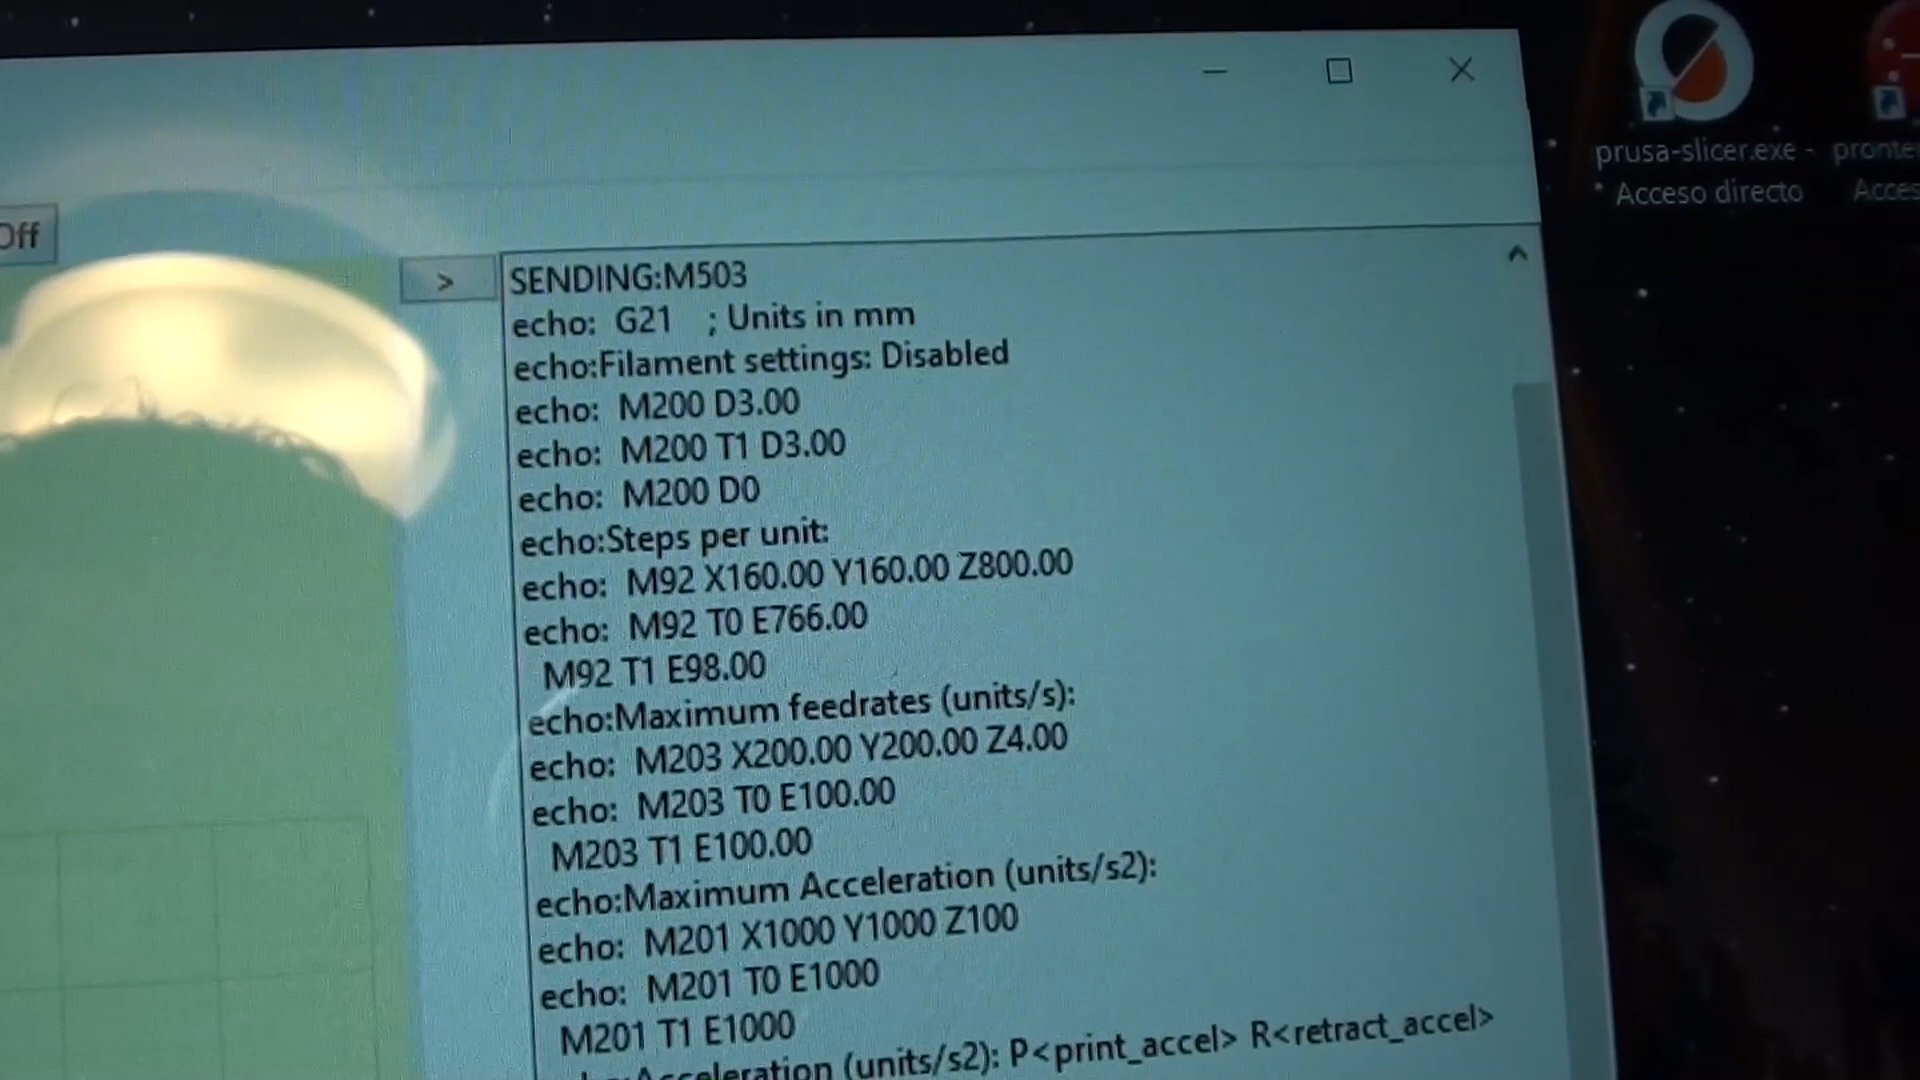 prusa-slicer.exe -
Acceso directo
Off
>
SENDING:M503
echo:  G21    ; Units in mm
echo:Filament settings: Disabled
echo:  M200 D3.00
echo:  M200 T1 D3.00
echo:  M200 D0
echo:Steps per unit:
echo:  M92 X160.00 Y160.00 Z800.00
echo:  M92 T0 E766.00
M92 T1 E98.00
echo:Maximum feedrates (units/s):
echo:  M203 X200.00 Y200.00 Z4.00
echo:  M203 T0 E100.00
M203 T1 E100.00
echo:Maximum Acceleration (units/s2):
echo:  M201 X1000 Y1000 Z100
echo:  M201 T0 E1000
M201 T1 E1000
(units/s2): P<print_accel> R<retract_accel>